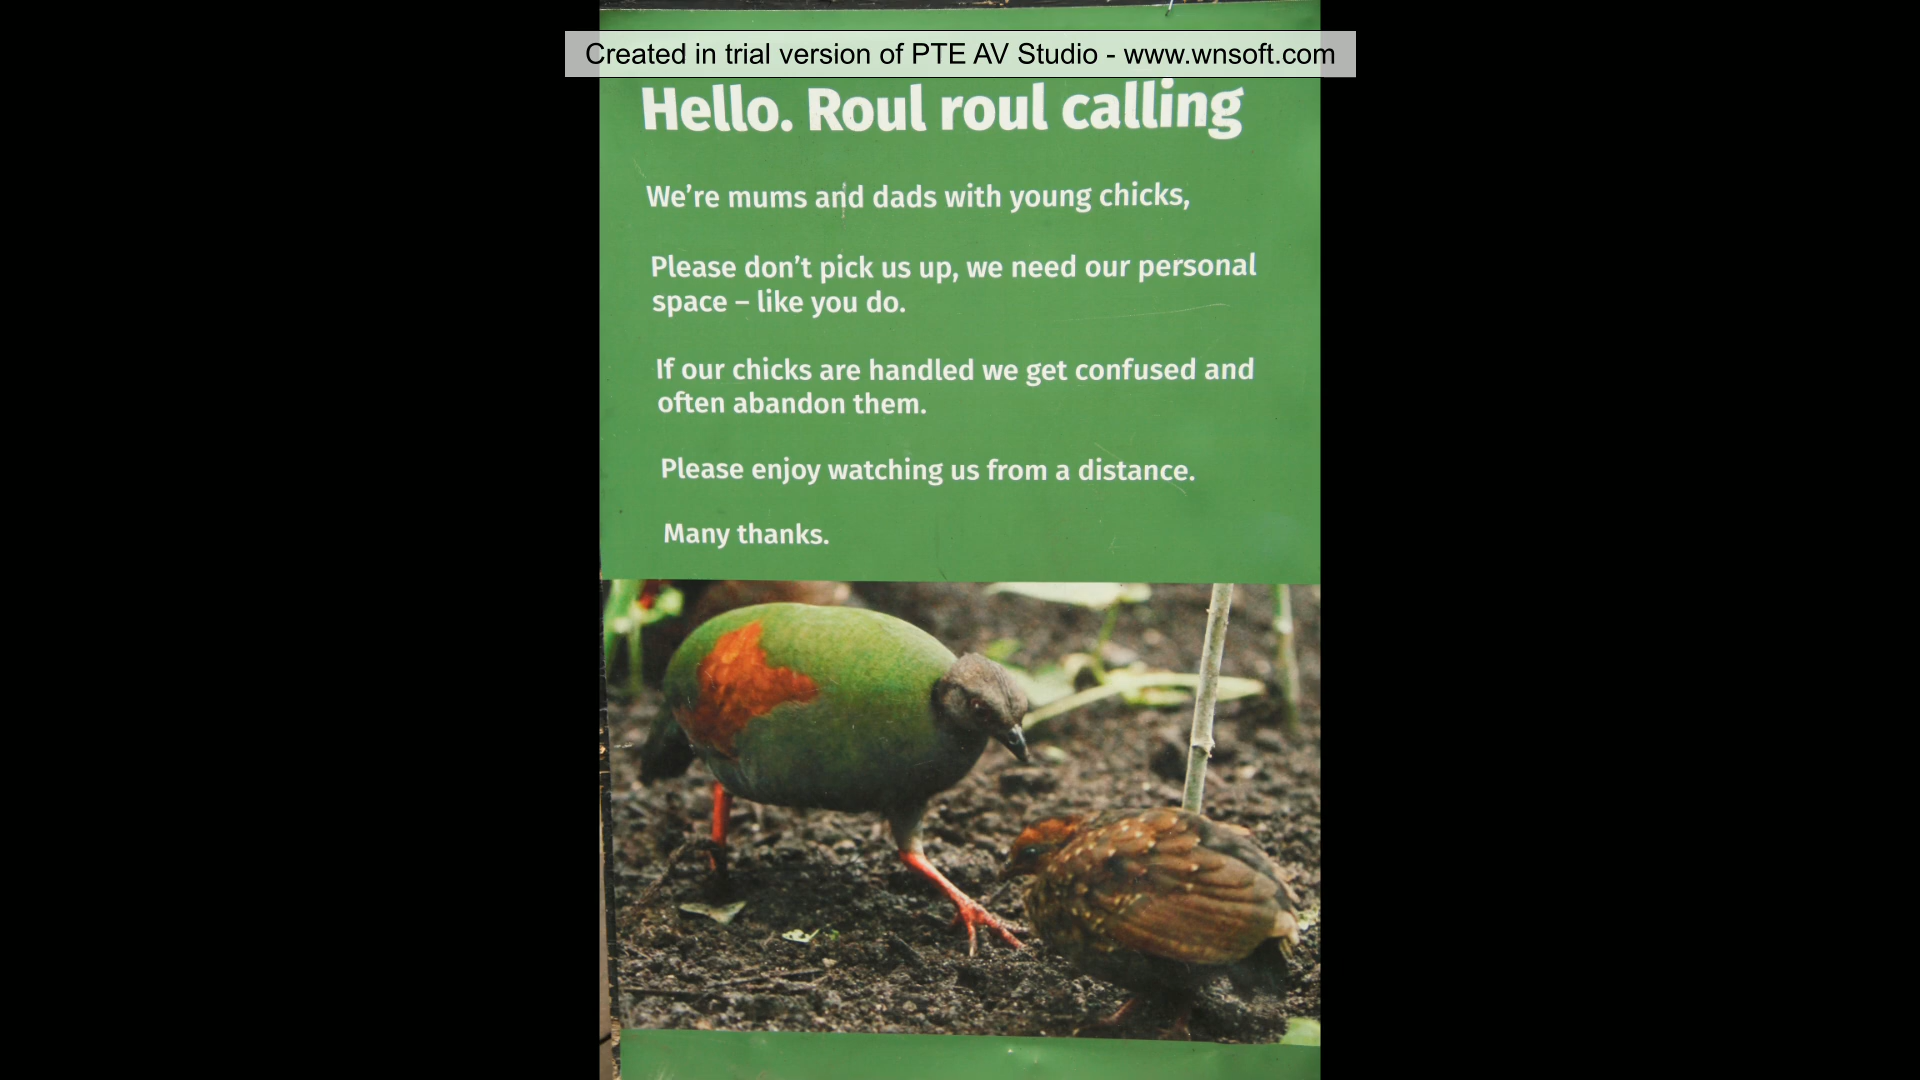 Created in trial version of PTE AV Studio - www.wnsoft.com
Hello. Roul roul calling
We're mums and dads with young chicks,
Please don't pick us up, we need our personal
space – like you do.
If our chicks are handled we get confused and
often abandon them.
Please enjoy watching us from a distance.
Many thanks.